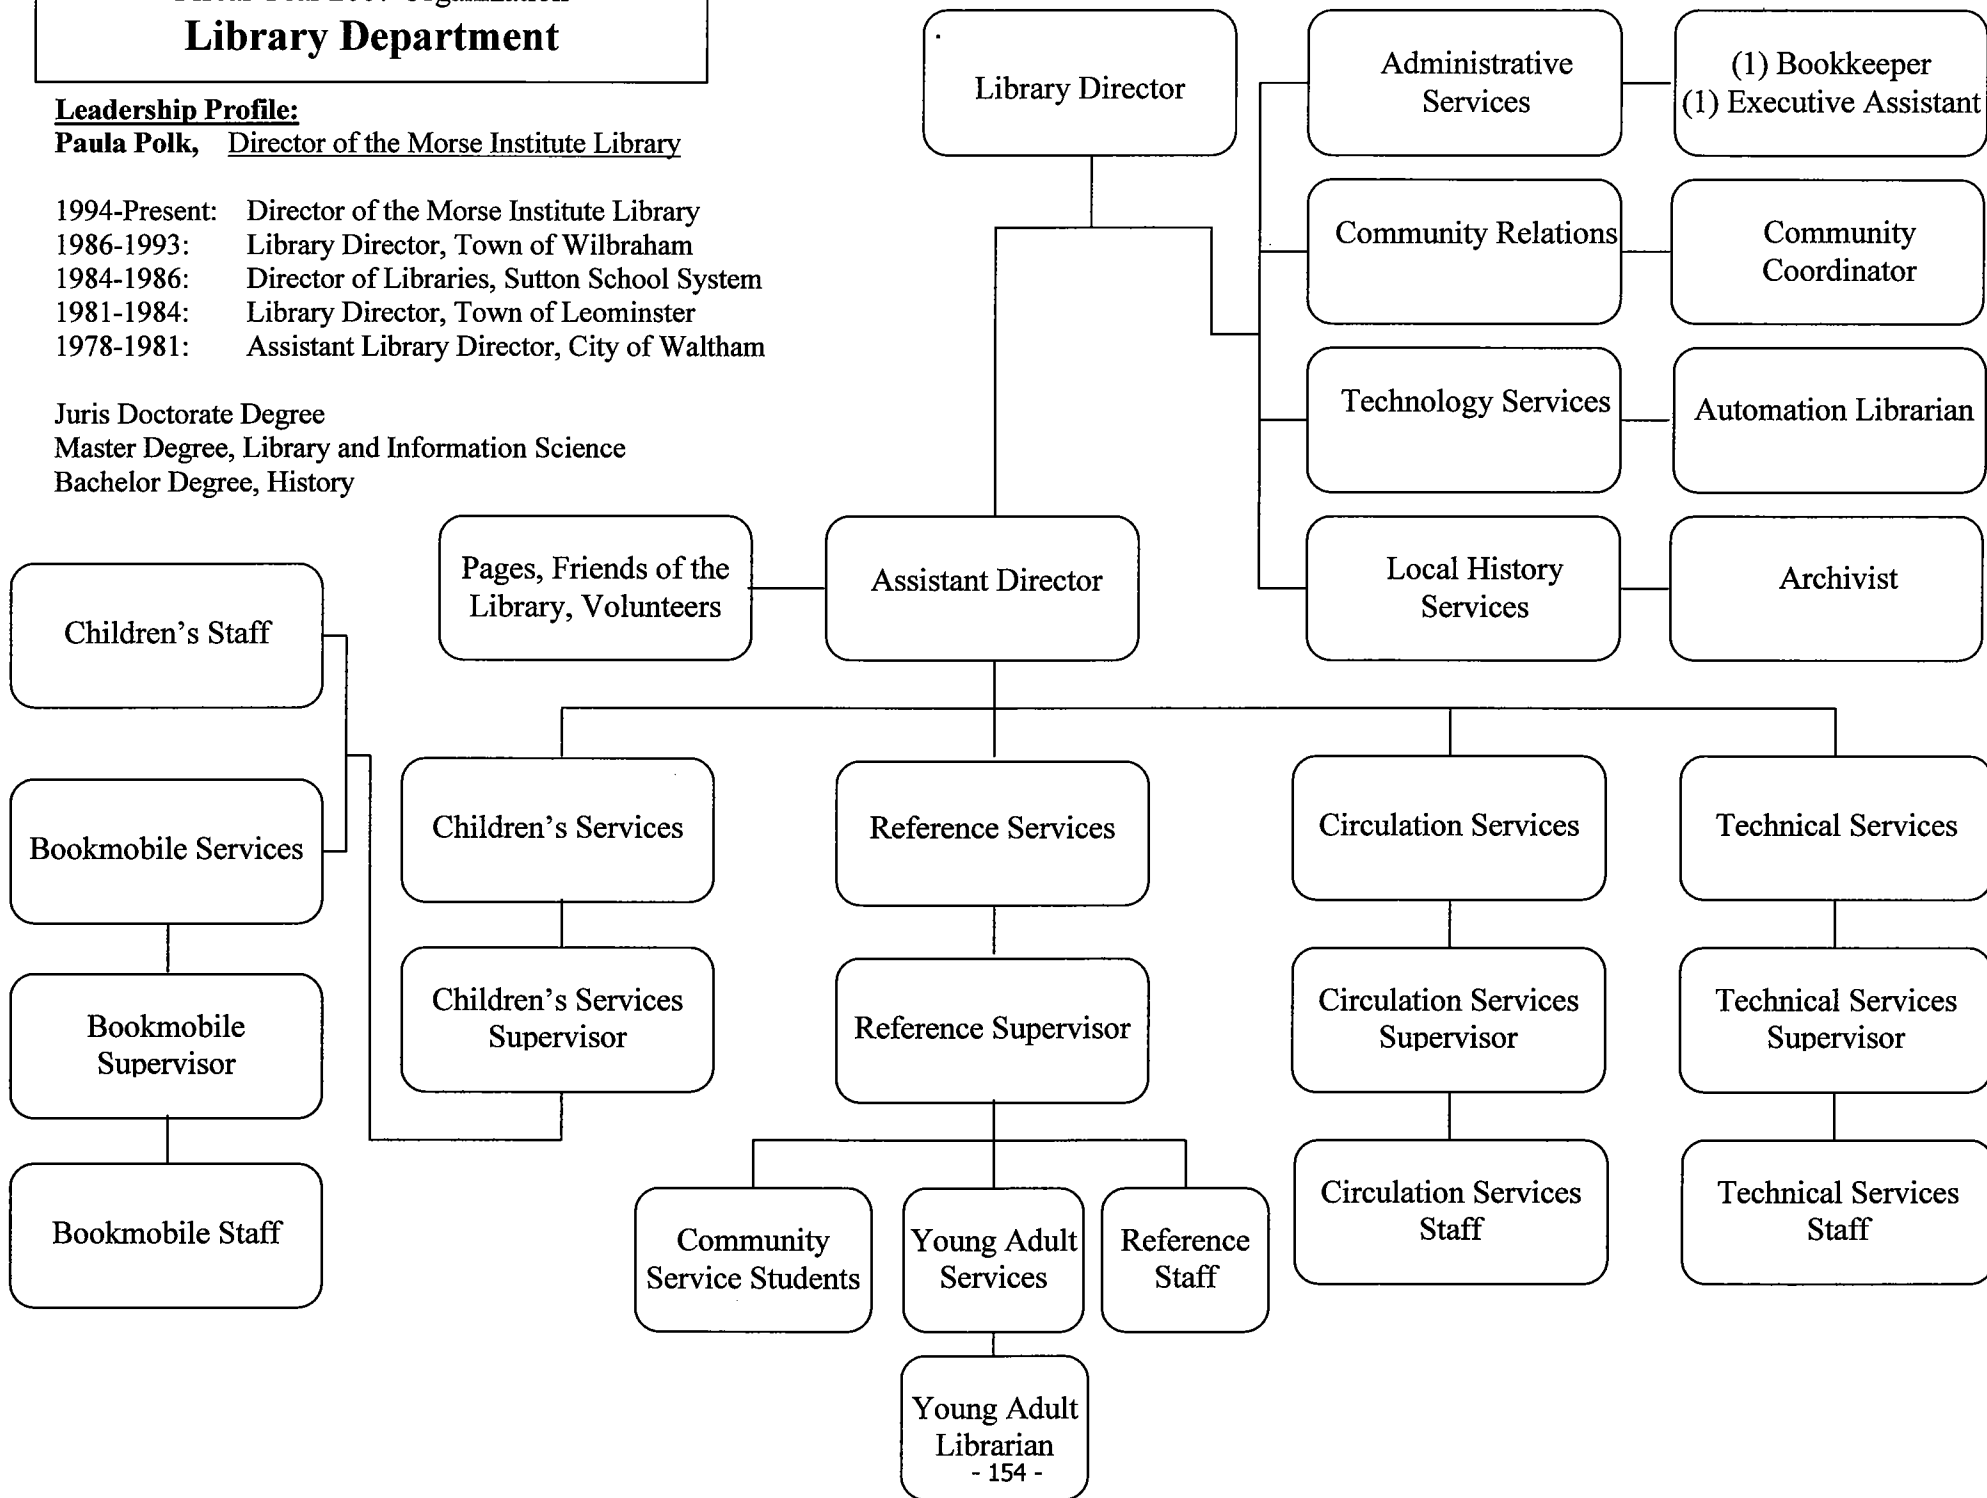 Library Department
Leadership Profile:
Paula Polk, Director of the Morse Institute Library
1994-Present: Director of the Morse Institute Library
1986-1993: Library Director, Town of Wilbraham
1984-1986: Director of Libraries, Sutton School System
1981-1984: Library Director, Town of Leominster
1978-1981: Assistant Library Director, City of Waltham
Juris Doctorate Degree
Master Degree, Library and Information Science
Bachelor Degree, History
Library Director
Administrative
Services
(1) Bookkeeper
(1) Executive Assistant
Community Relations
Community
Coordinator
Technology Services
Automation Librarian
Local History
Services
Archivist
Pages, Friends of the
Library, Volunteers
Assistant Director
Children's Staff
Bookmobile Services
Bookmobile
Supervisor
Bookmobile Staff
Children's Services
Children's Services
Supervisor
Reference Services
Reference Supervisor
Community
Service Students
Young Adult
Services
Reference
Staff
Young Adult
Librarian
Circulation Services
Circulation Services
Supervisor
Circulation Services
Staff
Technical Services
Technical Services
Supervisor
Technical Services
Staff
- 154 -